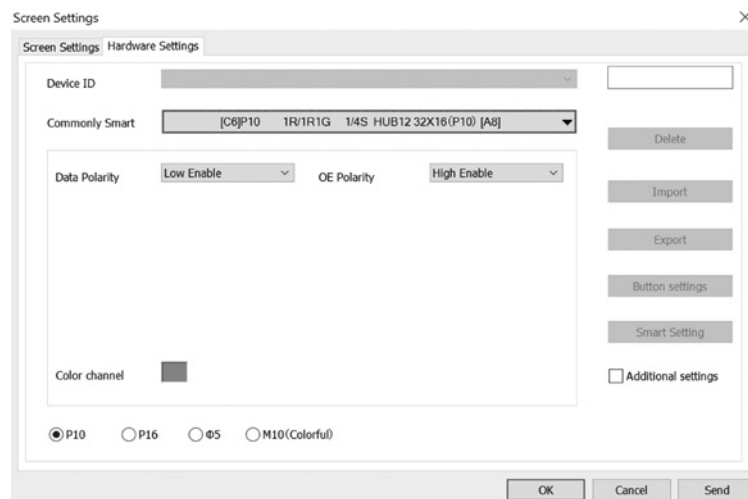 Screen Settings
Screen Settings Hardware Settings
Device ID
Commonly Smart [C6]P10 1R/1R1G 1/4S HUB12 32X16(P10) [A8]
Delete
Data Polarity Low Enable OE Polarity High Enable
Import
Export
Button settings
Smart Setting
Color channel
Additional settings
P10 P16 Φ5 M10(Colorful)
OK Cancel Send